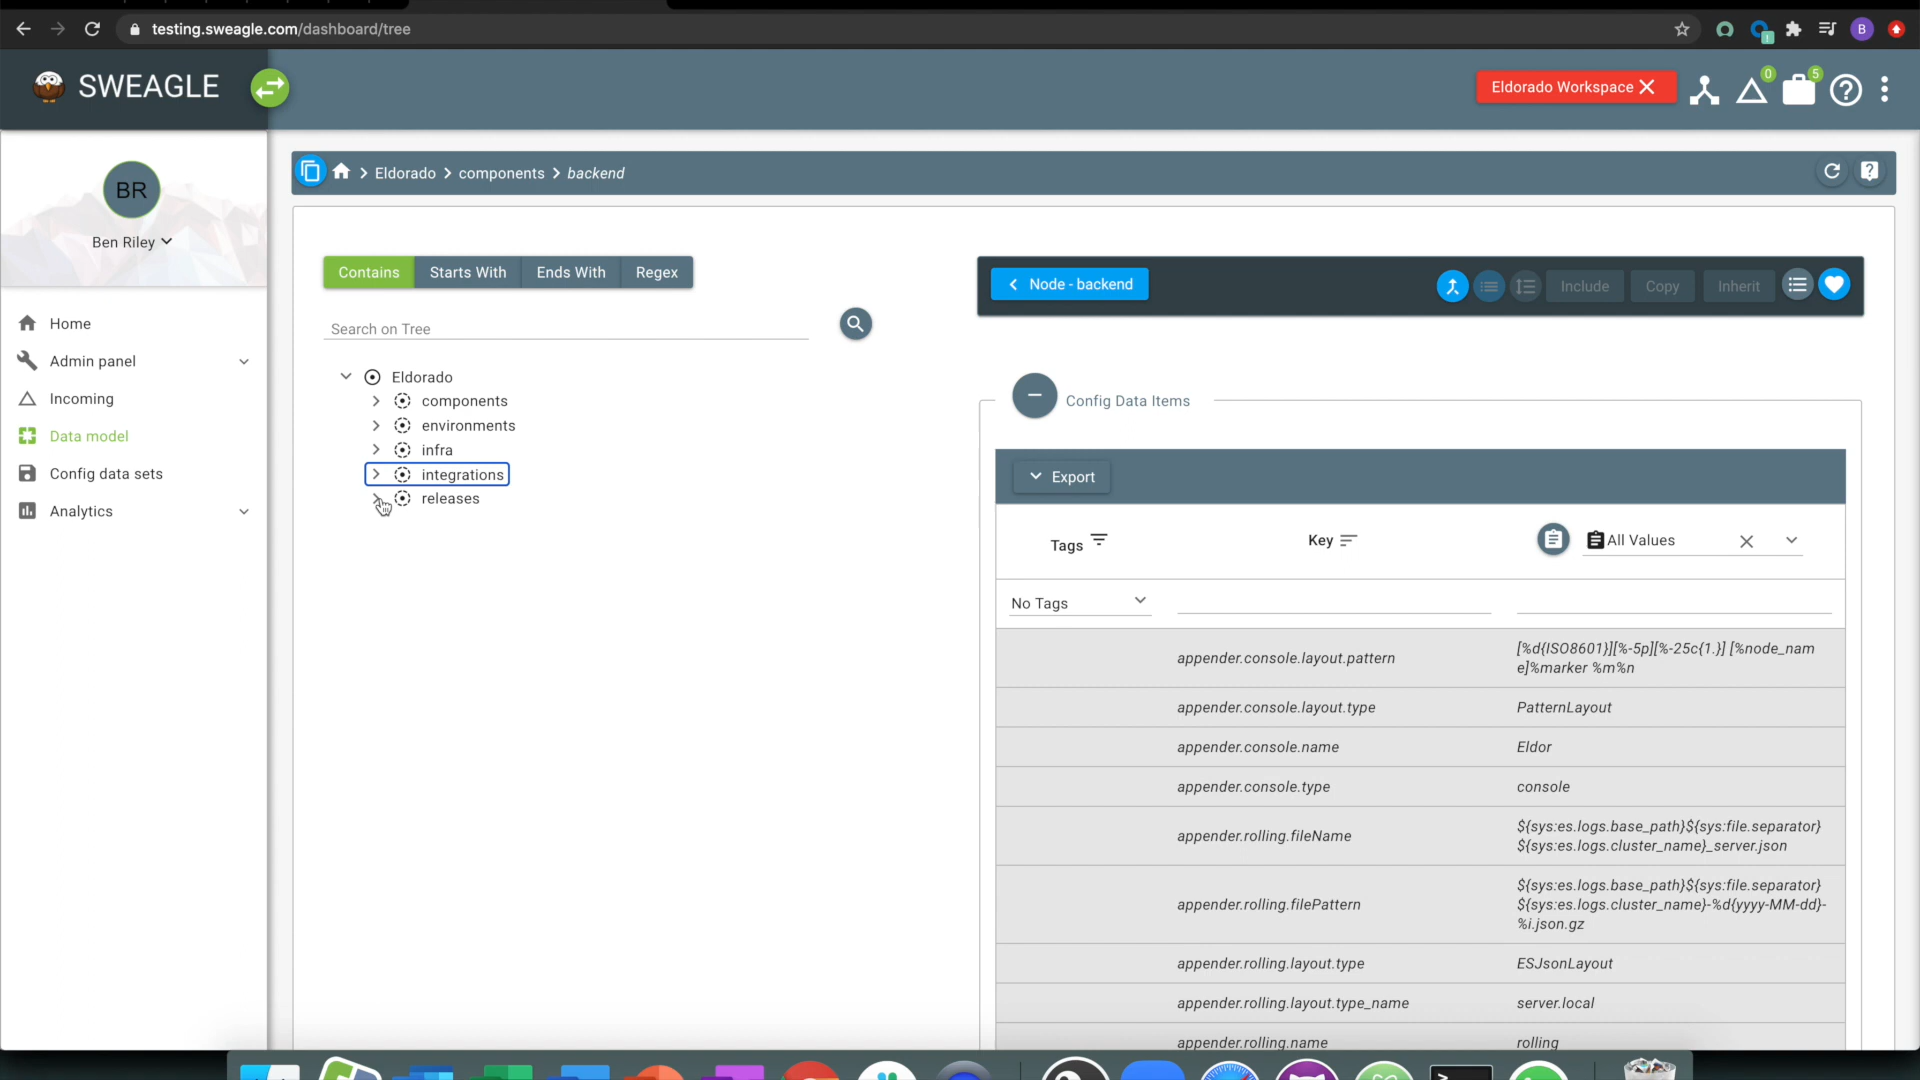 testing.sweagle.com/dashboard/tree
B
SWEAGLE
Eldorado Workspace
0
5
BR
Ben Riley
Home
Admin panel
Incoming
Data model
Config data sets
Analytics
Eldorado > components > backend
Contains
Starts With
Ends With
Regex
Search on Tree
Eldorado
components
environments
infra
integrations
releases
Node - backend
Include
Copy
Inherit
Config Data Items
Export
Tags
Key
All Values
No Tags
appender.console.layout.pattern
[%d{ISO8601}][%-5p][%-25c{1.}] [%node_nam
e]%marker %m%n
appender.console.layout.type
PatternLayout
appender.console.name
Eldor
appender.console.type
console
appender.rolling.fileName
${sys:es.logs.base_path}${sys:file.separator}
${sys:es.logs.cluster_name}_server.json
appender.rolling.filePattern
${sys:es.logs.base_path}${sys:file.separator}
${sys:es.logs.cluster_name}-%d{yyyy-MM-dd}-
%i.json.gz
appender.rolling.layout.type
ESJsonLayout
appender.rolling.layout.type_name
server.local
appender.rolling.name
rolling